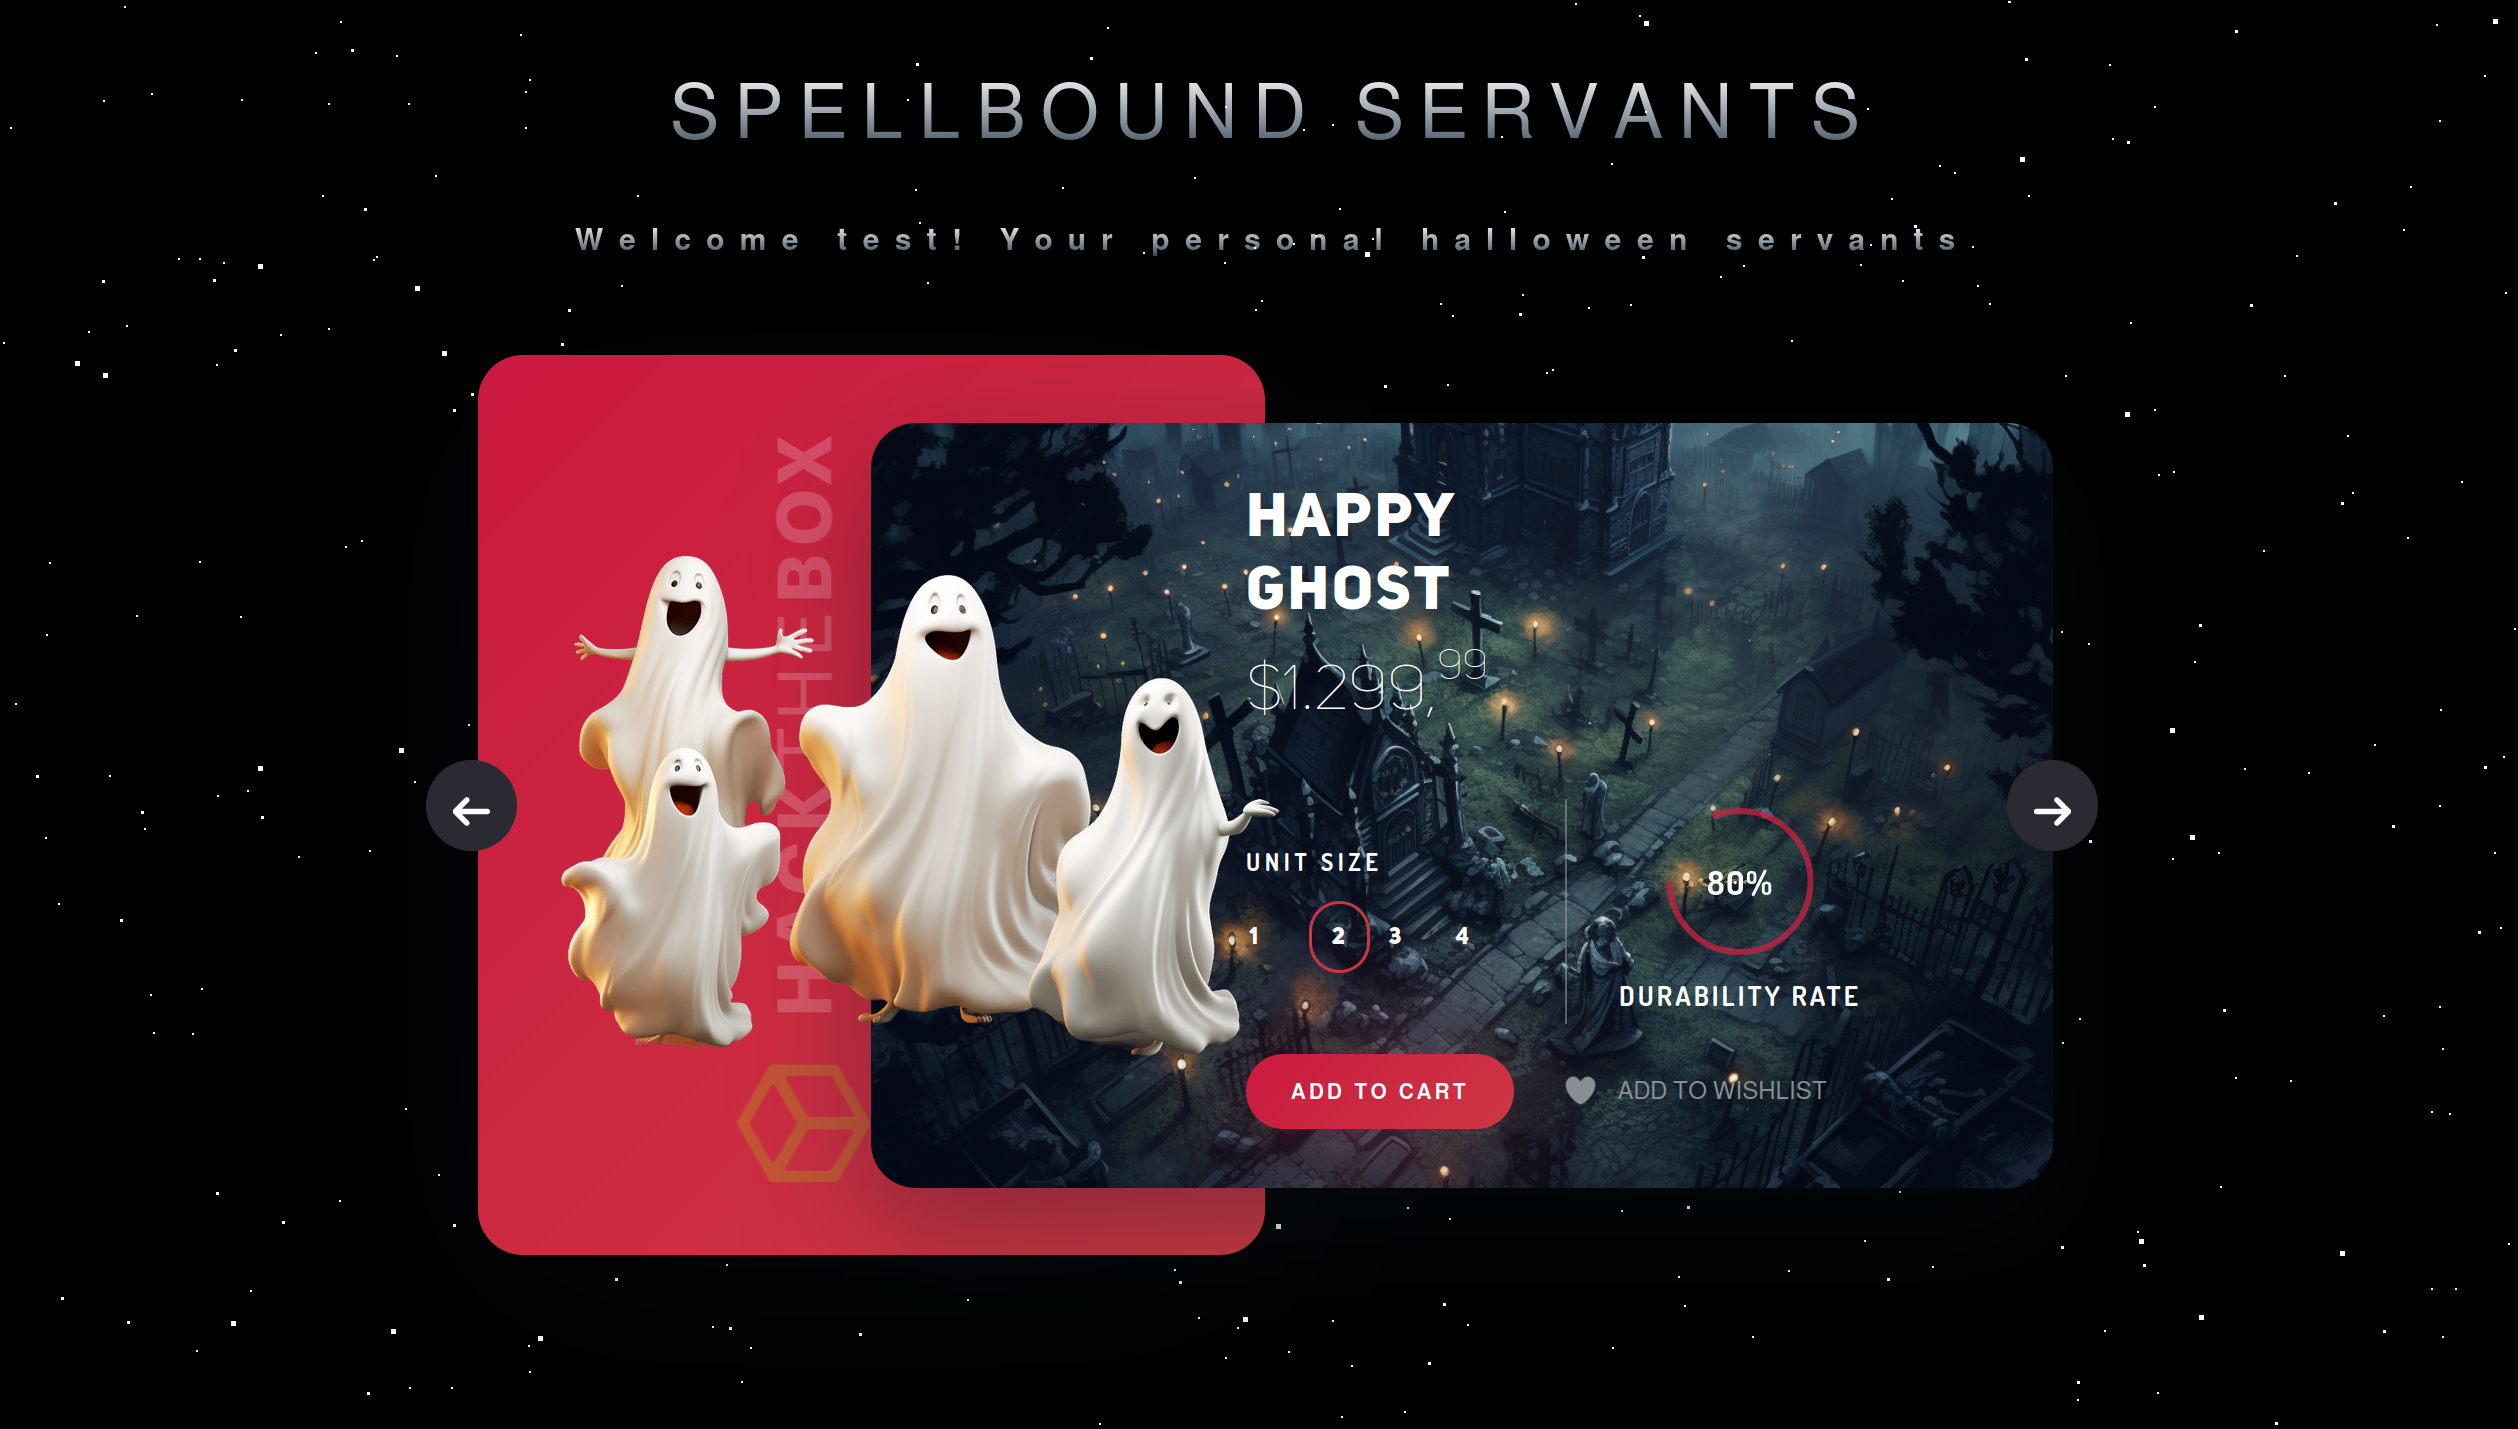 SPELLBOUND SERVANTS
Welcome test! Your personal halloween servants
HACKTHEBOX
HAPPY
GHOST
$1.299,99
UNIT SIZE
1 2 3 4
80%
DURABILITY RATE
ADD TO CART
ADD TO WISHLIST